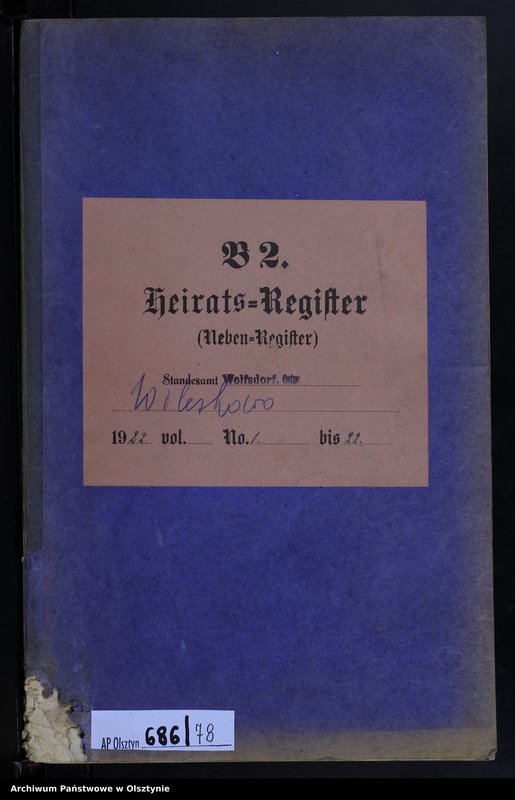 B 2.
Heirats=Register
(Neben=Register)
Standesamt Wolfsdorf. Ostpr.
Wilczkowo
1922. vol. No. 1. bis 22.
AP Olsztyn 686/78
Archiwum Państwowe w Olsztynie